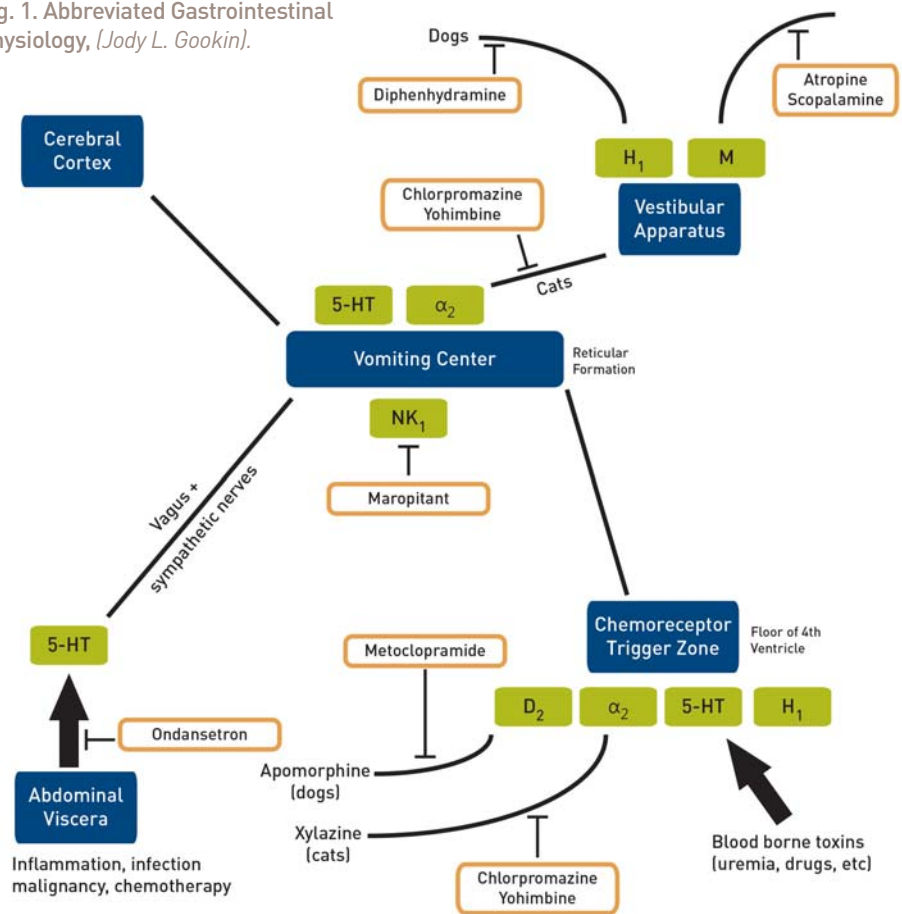 g. 1. Abbreviated Gastrointestinal
hysiology, (Jody L. Gookin).
Dogs
Diphenhydramine
Atropine
Scopalamine
Cerebral
Cortex
H₁
M
Chlorpromazine
Yohimbine
Vestibular
Apparatus
Cats
5-HT
α₂
Vomiting Center
Reticular
Formation
NK₁
Maropitant
Vagus +
sympathetic nerves
5-HT
Chemoreceptor
Trigger Zone
Floor of 4th
Ventricle
Metoclopramide
D₂
α₂
5-HT
H₁
Ondansetron
Apomorphine
(dogs)
Abdominal
Viscera
Xylazine
(cats)
Blood borne toxins
(uremia, drugs, etc)
Inflammation, infection
malignancy, chemotherapy
Chlorpromazine
Yohimbine